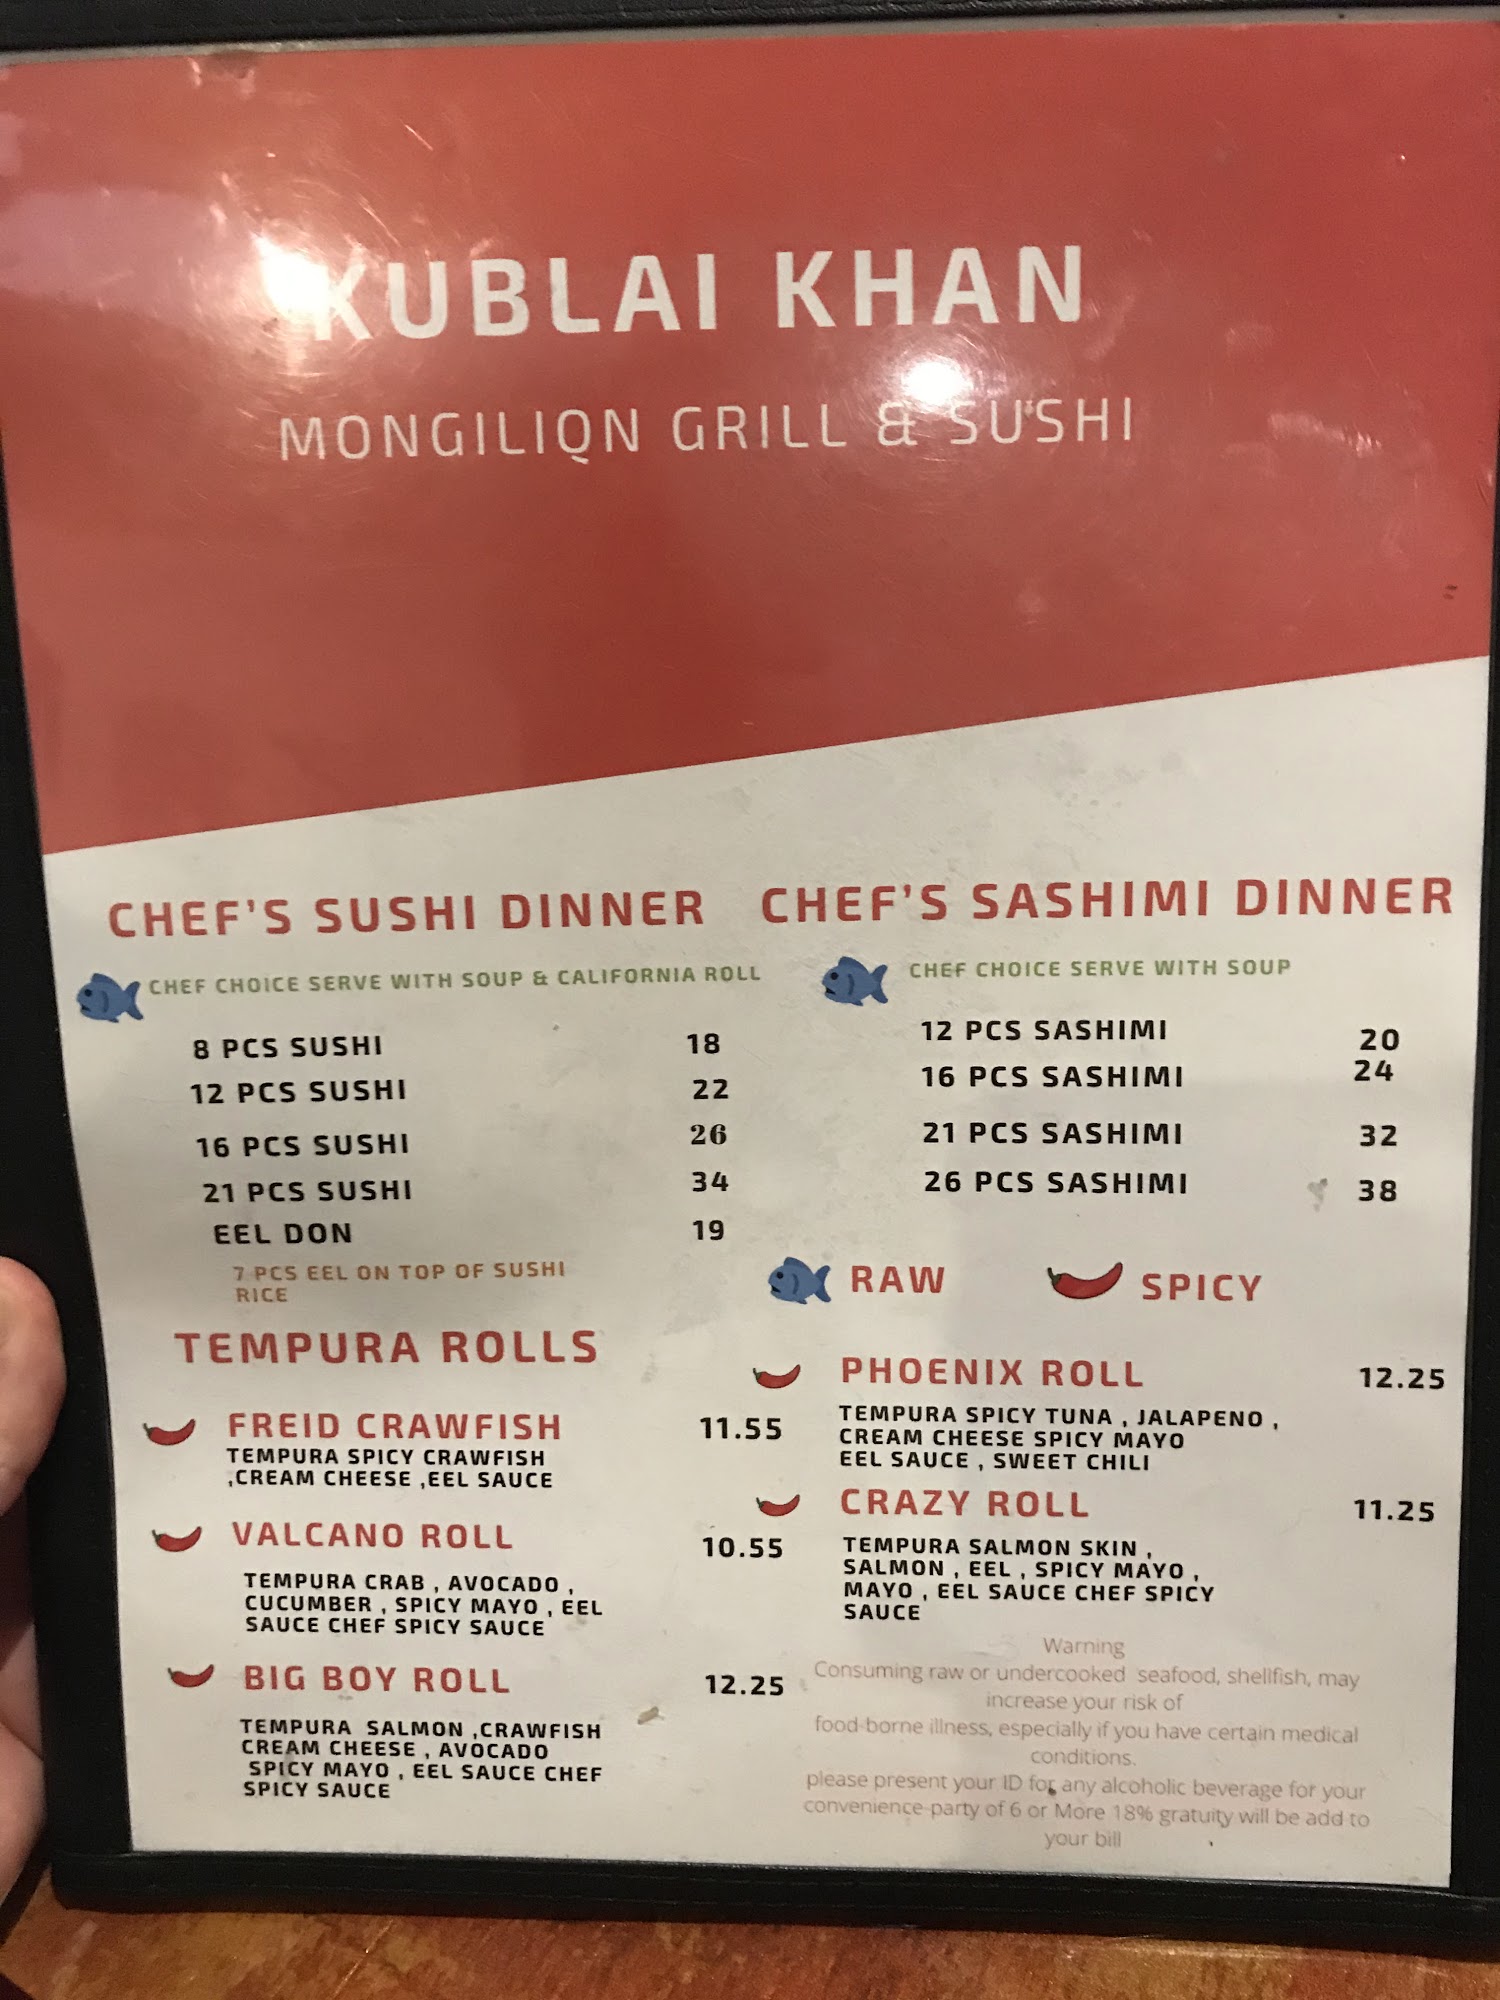 KUBLAI KHAN
MONGILIQN GRILL & SUSHI
CHEF'S SUSHI DINNER
CHEF CHOICE SERVE WITH SOUP & CALIFORNIA ROLL
8 PCS SUSHI 18
12 PCS SUSHI 22
16 PCS SUSHI 26
21 PCS SUSHI 34
EEL DON 19
7 PCS EEL ON TOP OF SUSHI
RICE
CHEF'S SASHIMI DINNER
CHEF CHOICE SERVE WITH SOUP
12 PCS SASHIMI 20
16 PCS SASHIMI 24
21 PCS SASHIMI 32
26 PCS SASHIMI 38
RAW SPICY
TEMPURA ROLLS
FREID CRAWFISH 11.55
TEMPURA SPICY CRAWFISH
,CREAM CHEESE ,EEL SAUCE
VALCANO ROLL 10.55
TEMPURA CRAB , AVOCADO ,
CUCUMBER , SPICY MAYO , EEL
SAUCE CHEF SPICY SAUCE
BIG BOY ROLL 12.25
TEMPURA SALMON ,CRAWFISH
CREAM CHEESE , AVOCADO
SPICY MAYO , EEL SAUCE CHEF
SPICY SAUCE
PHOENIX ROLL 12.25
TEMPURA SPICY TUNA , JALAPENO ,
CREAM CHEESE SPICY MAYO
EEL SAUCE , SWEET CHILI
CRAZY ROLL 11.25
TEMPURA SALMON SKIN ,
SALMON , EEL , SPICY MAYO ,
MAYO , EEL SAUCE CHEF SPICY
SAUCE
Warning
Consuming raw or undercooked seafood, shellfish, may
increase your risk of
food-borne illness, especially if you have certain medical
conditions.
please present your ID for any alcoholic beverage for your
convenience-party of 6 or More 18% gratuity will be add to
your bill